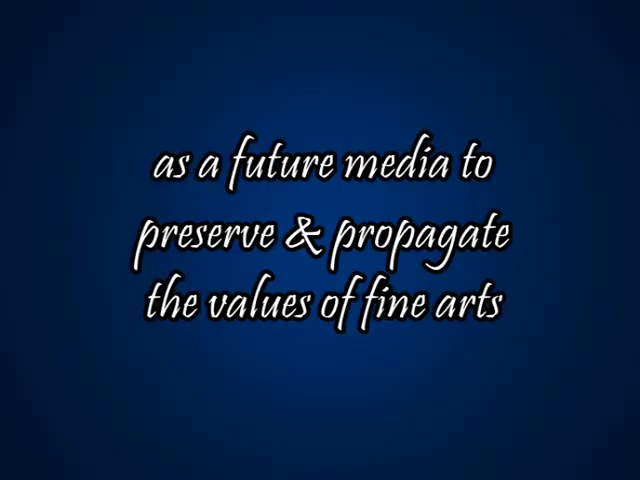 as a future media to
preserve & propagate
the values of fine arts